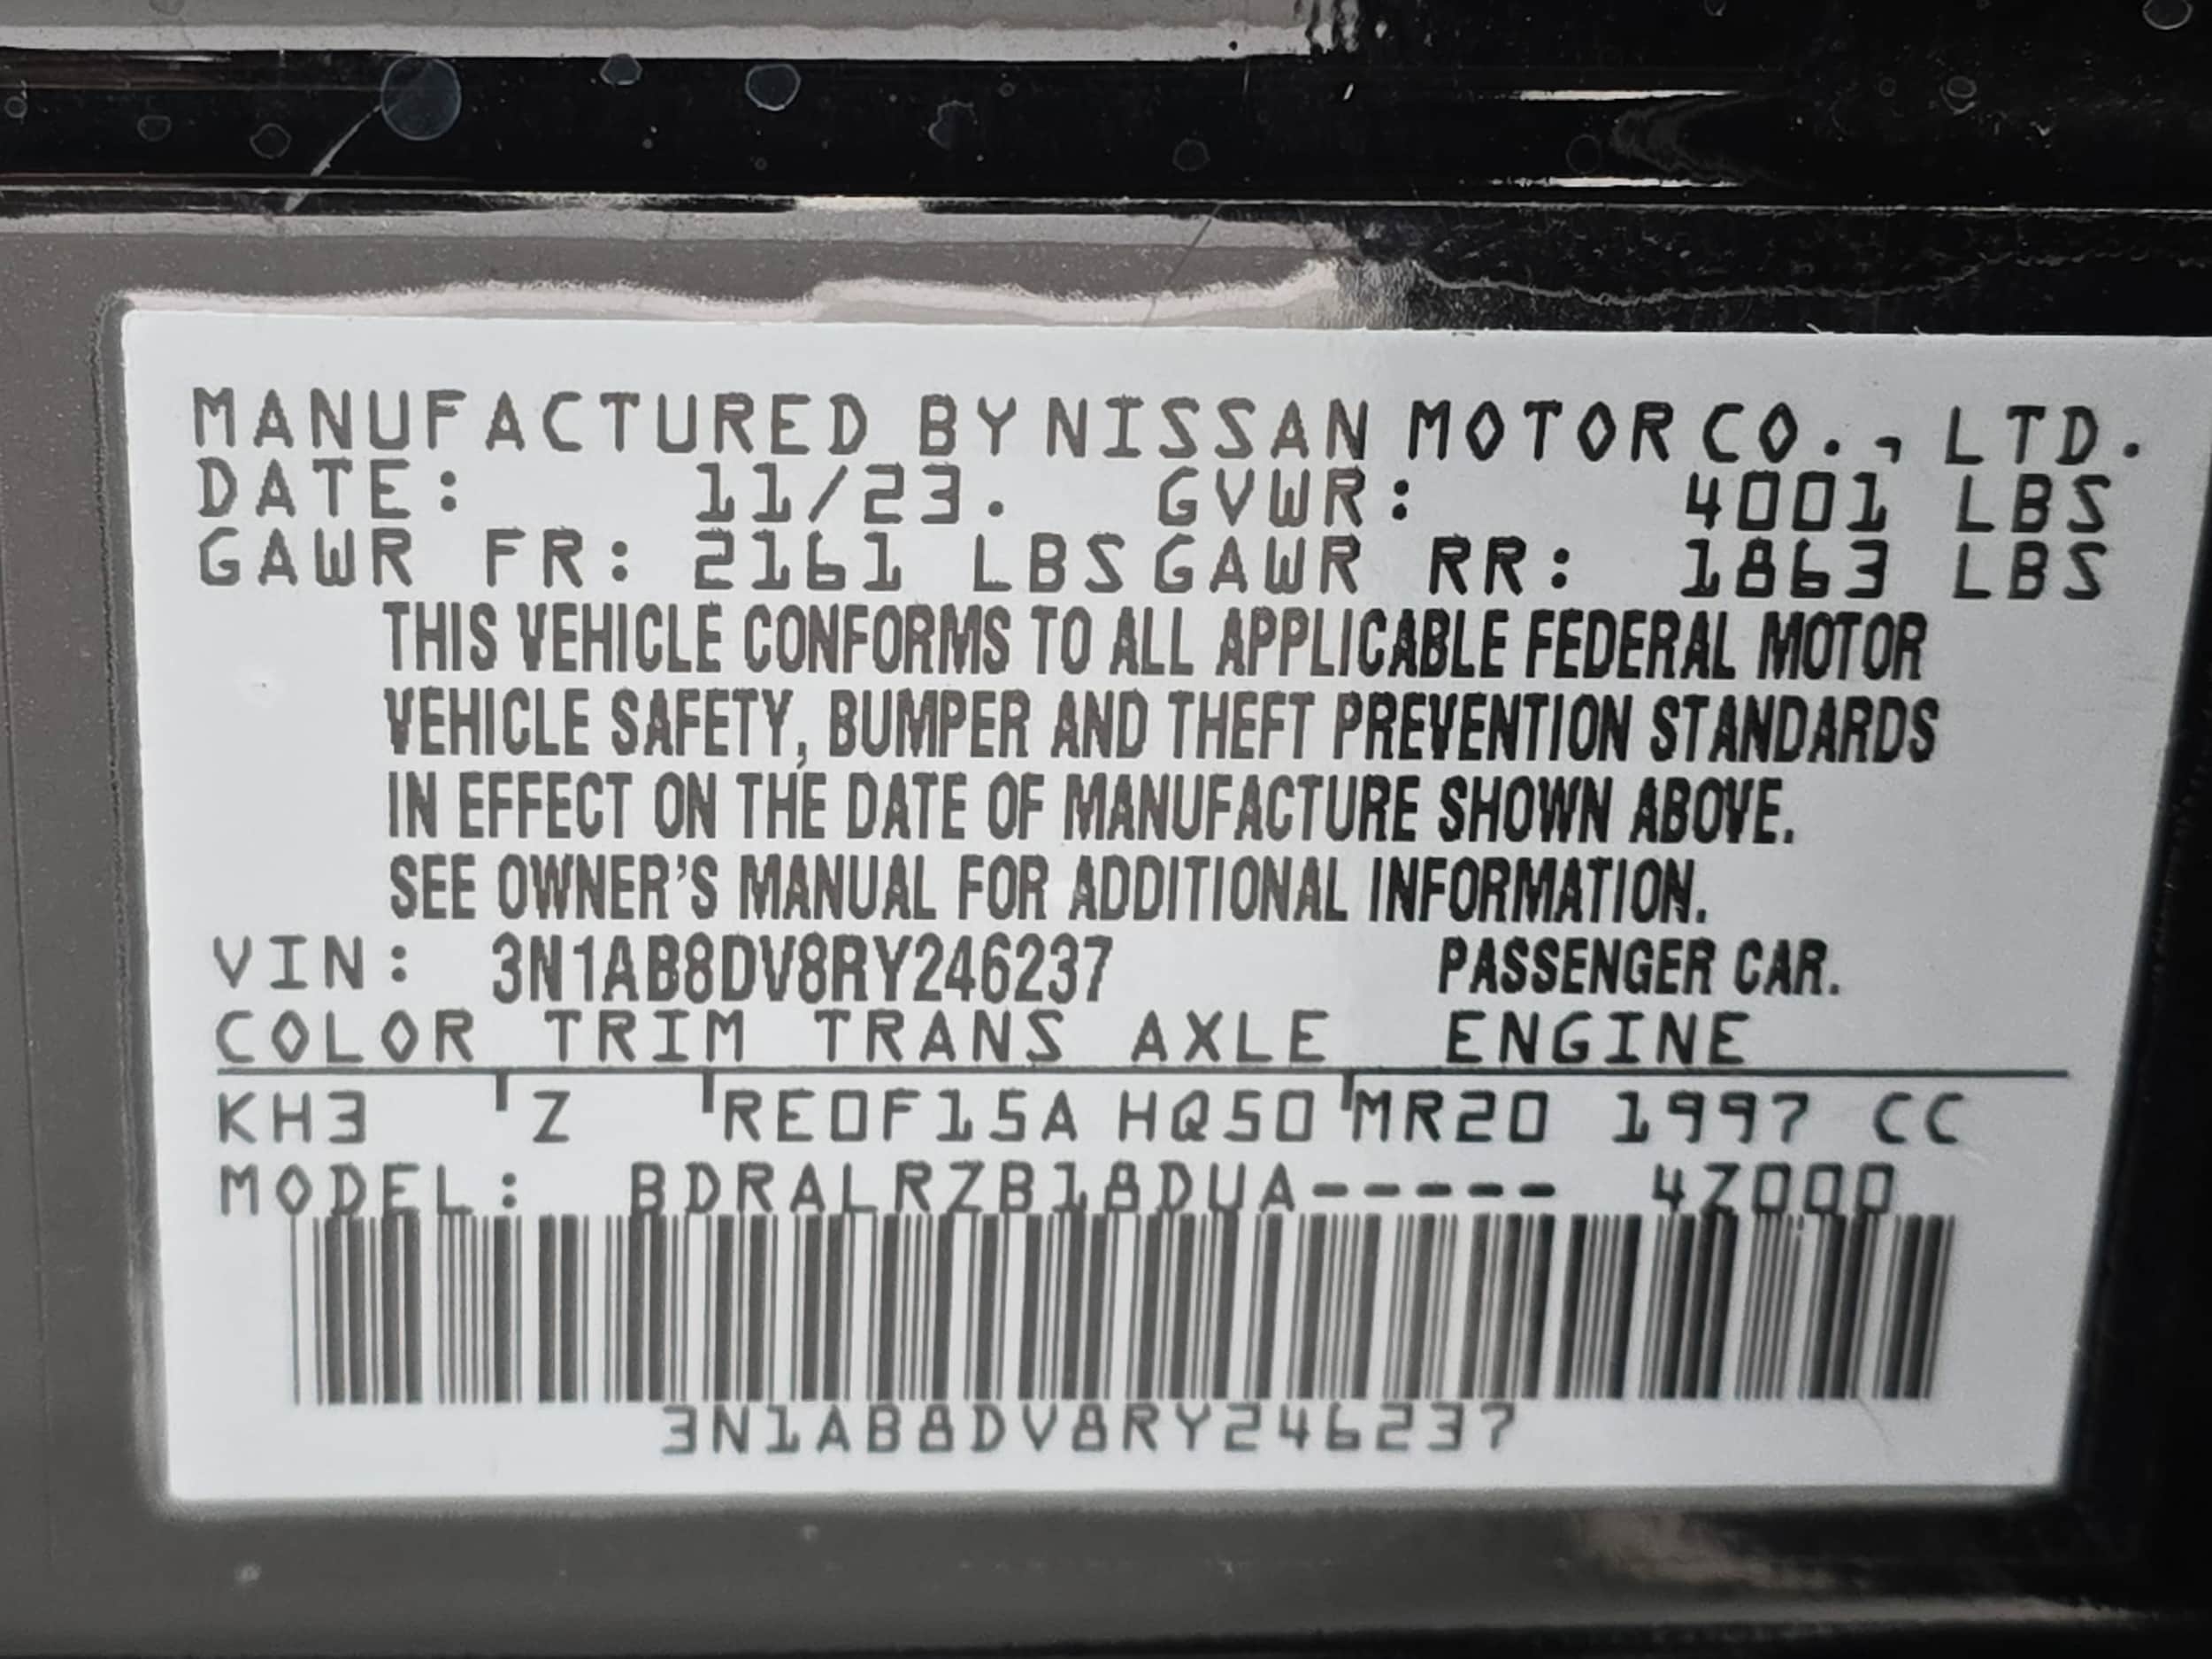 MANUFACTURED BY NISSAN MOTOR CO., LTD.
DATE: 11/23. GVWR: 4001 LBS
GAWR FR: 2161 LBS GAWR RR: 1863 LBS
THIS VEHICLE CONFORMS TO ALL APPLICABLE FEDERAL MOTOR
VEHICLE SAFETY, BUMPER AND THEFT PREVENTION STANDARDS
IN EFFECT ON THE DATE OF MANUFACTURE SHOWN ABOVE.
SEE OWNER'S MANUAL FOR ADDITIONAL INFORMATION.
VIN: 3N1AB8DV8RY246237 PASSENGER CAR.
COLOR TRIM TRANS AXLE ENGINE
KH3 Z RE0F15A HQ50 MR20 1997 CC
MODEL: BDRALRZB18DUA----- 4Z000
3N1AB8DV8RY246237